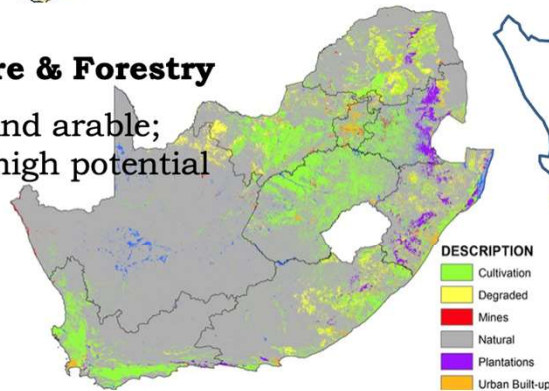 re & Forestry
nd arable;
high potential
DESCRIPTION
Cultivation
Degraded
Mines
Natural
Plantations
Urban Built-up